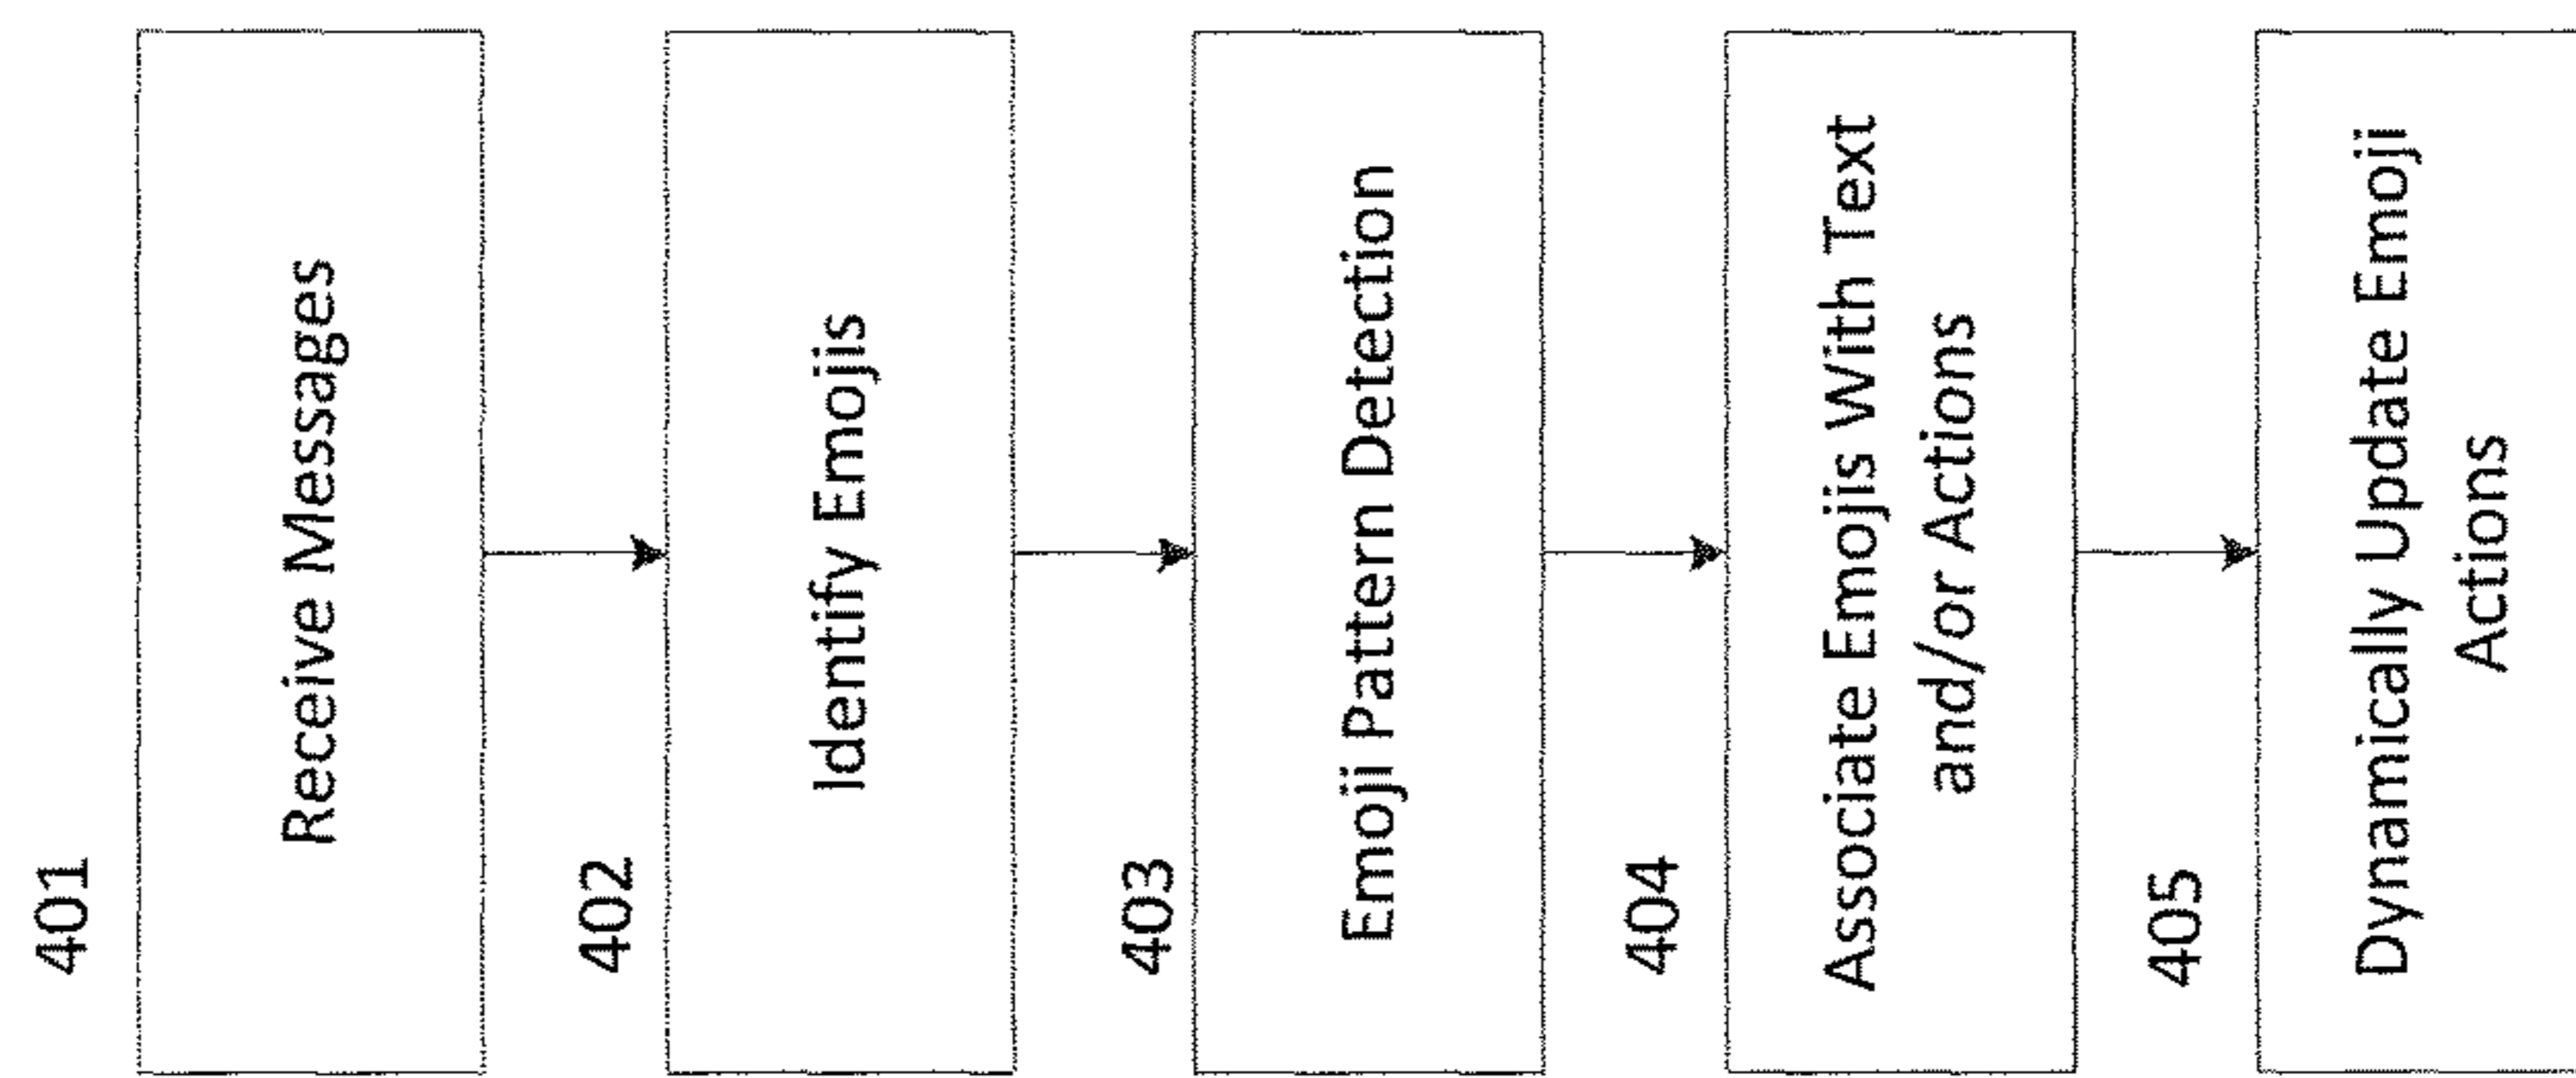 401
Receive Messages
402
Identify Emojis
403
Emoji Pattern Detection
404
Associate Emojis With Text
and/or Actions
405
Dynamically Update Emoji
Actions